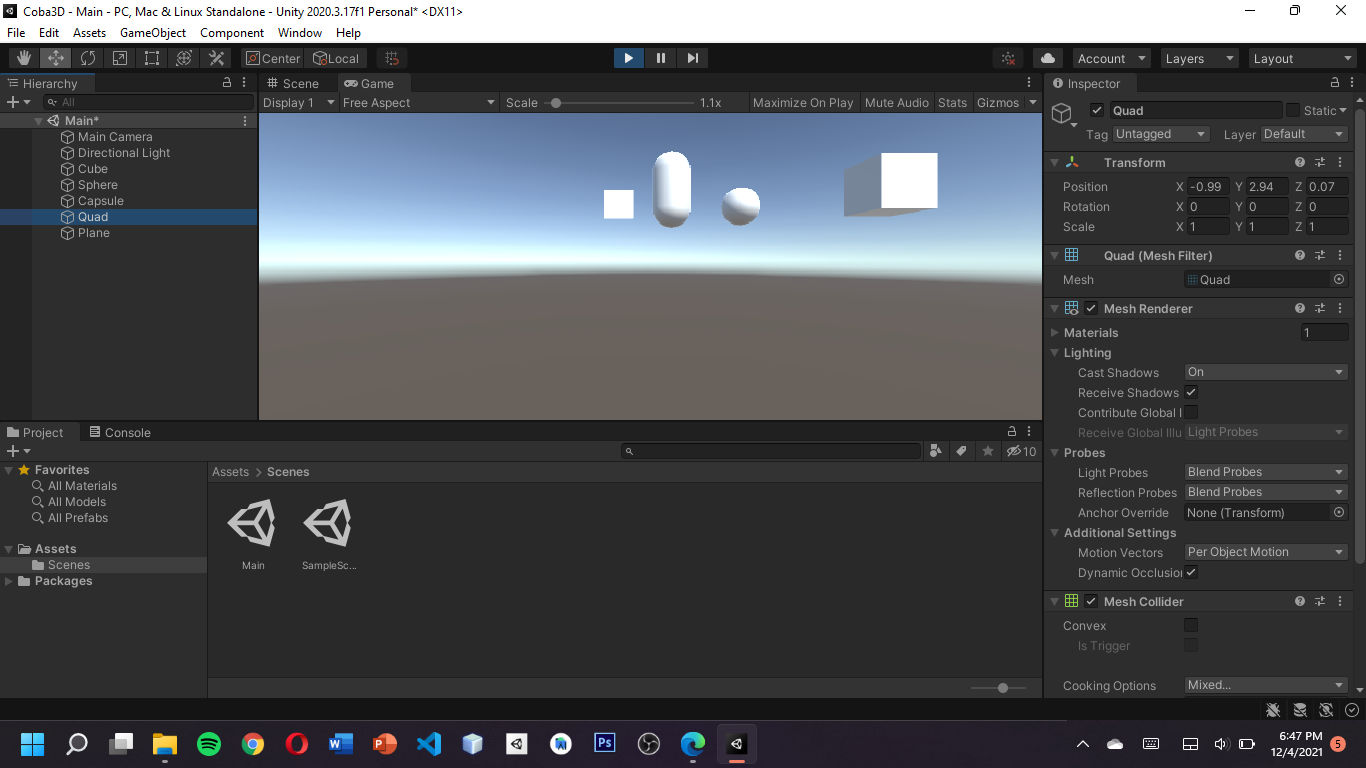 Coba3D - Main - PC, Mac & Linux Standalone - Unity 2020.3.17f1 Personal* <DX11>
File Edit Assets GameObject Component Window Help
Center Local Account Layers Layout
Hierarchy
All
Main*
Main Camera
Directional Light
Cube
Sphere
Capsule
Quad
Plane
Scene Game
Display 1 Free Aspect Scale 1.1x Maximize On Play Mute Audio Stats Gizmos
Inspector
Quad Static
Tag Untagged Layer Default
Transform
Position X -0.99 Y 2.94 Z 0.07
Rotation X 0 Y 0 Z 0
Scale X 1 Y 1 Z 1
Quad (Mesh Filter)
Mesh Quad
Mesh Renderer
Materials 1
Lighting
Cast Shadows On
Receive Shadows
Contribute Global I
Receive Global Illu Light Probes
Probes
Light Probes Blend Probes
Reflection Probes Blend Probes
Anchor Override None (Transform)
Additional Settings
Motion Vectors Per Object Motion
Dynamic Occlusion
Mesh Collider
Convex
Is Trigger
Cooking Options Mixed...
Project Console
10
Favorites
All Materials
All Models
All Prefabs
Assets
Scenes
Packages
Assets > Scenes
Main SampleSc...
Ps
6:47 PM
12/4/2021
5